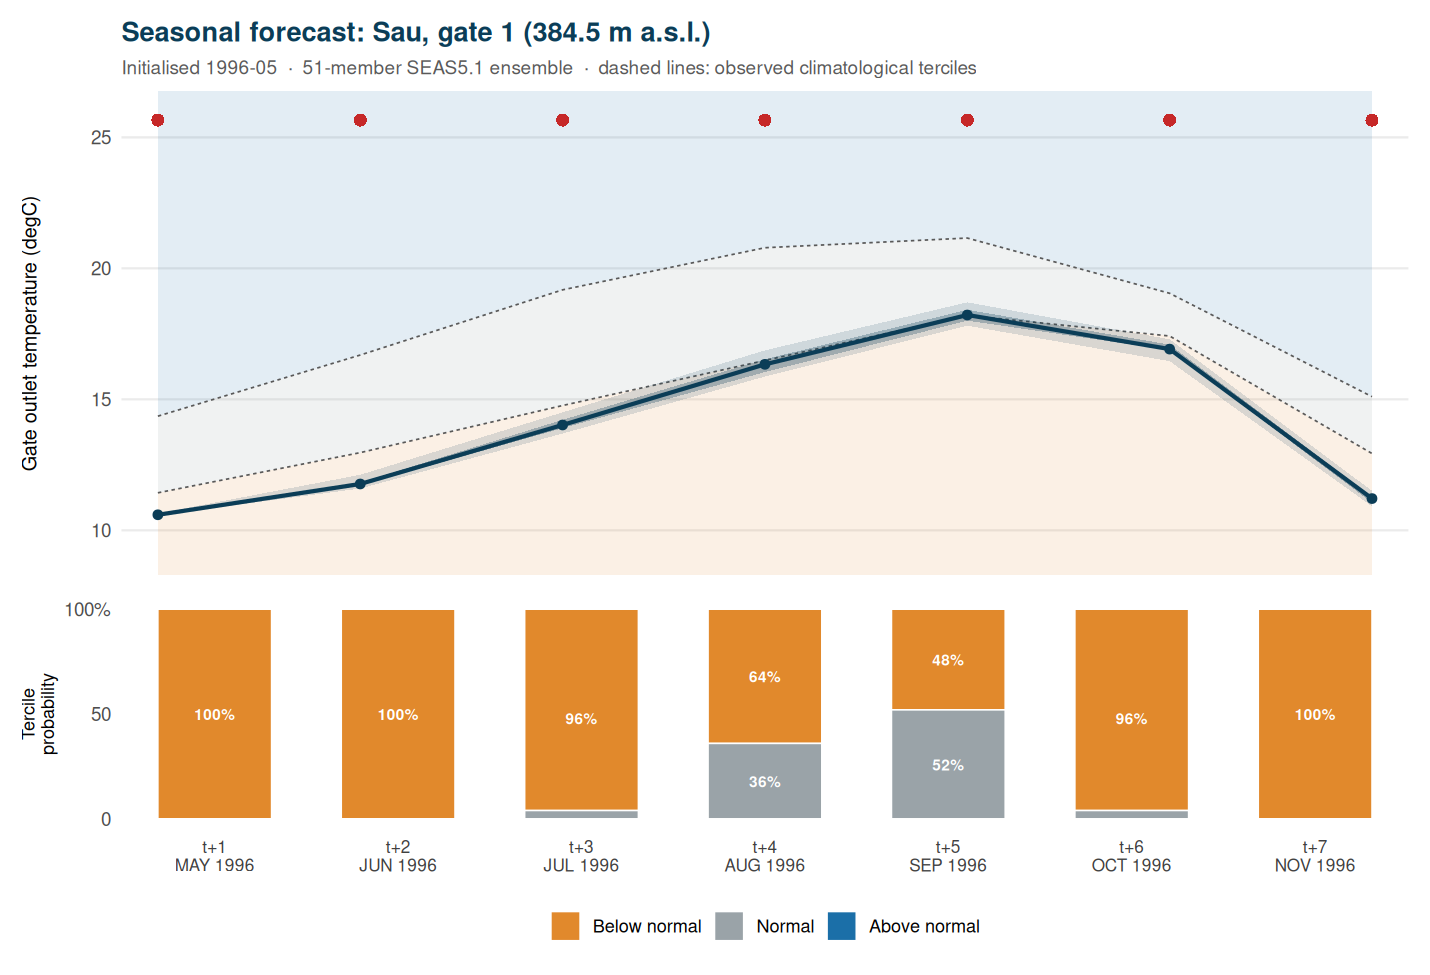 Seasonal forecast: Sau, gate 1 (384.5 m a.s.l.)
Initialised 1996-05 · 51-member SEAS5.1 ensemble · dashed lines: observed climatological terciles
Gate outlet temperature (degC)
25
20
15
10
Tercile
probability
100%
50
0
100%
100%
96%
64%
36%
48%
52%
96%
100%
t+1
MAY 1996
t+2
JUN 1996
t+3
JUL 1996
t+4
AUG 1996
t+5
SEP 1996
t+6
OCT 1996
t+7
NOV 1996
Below normal
Normal
Above normal